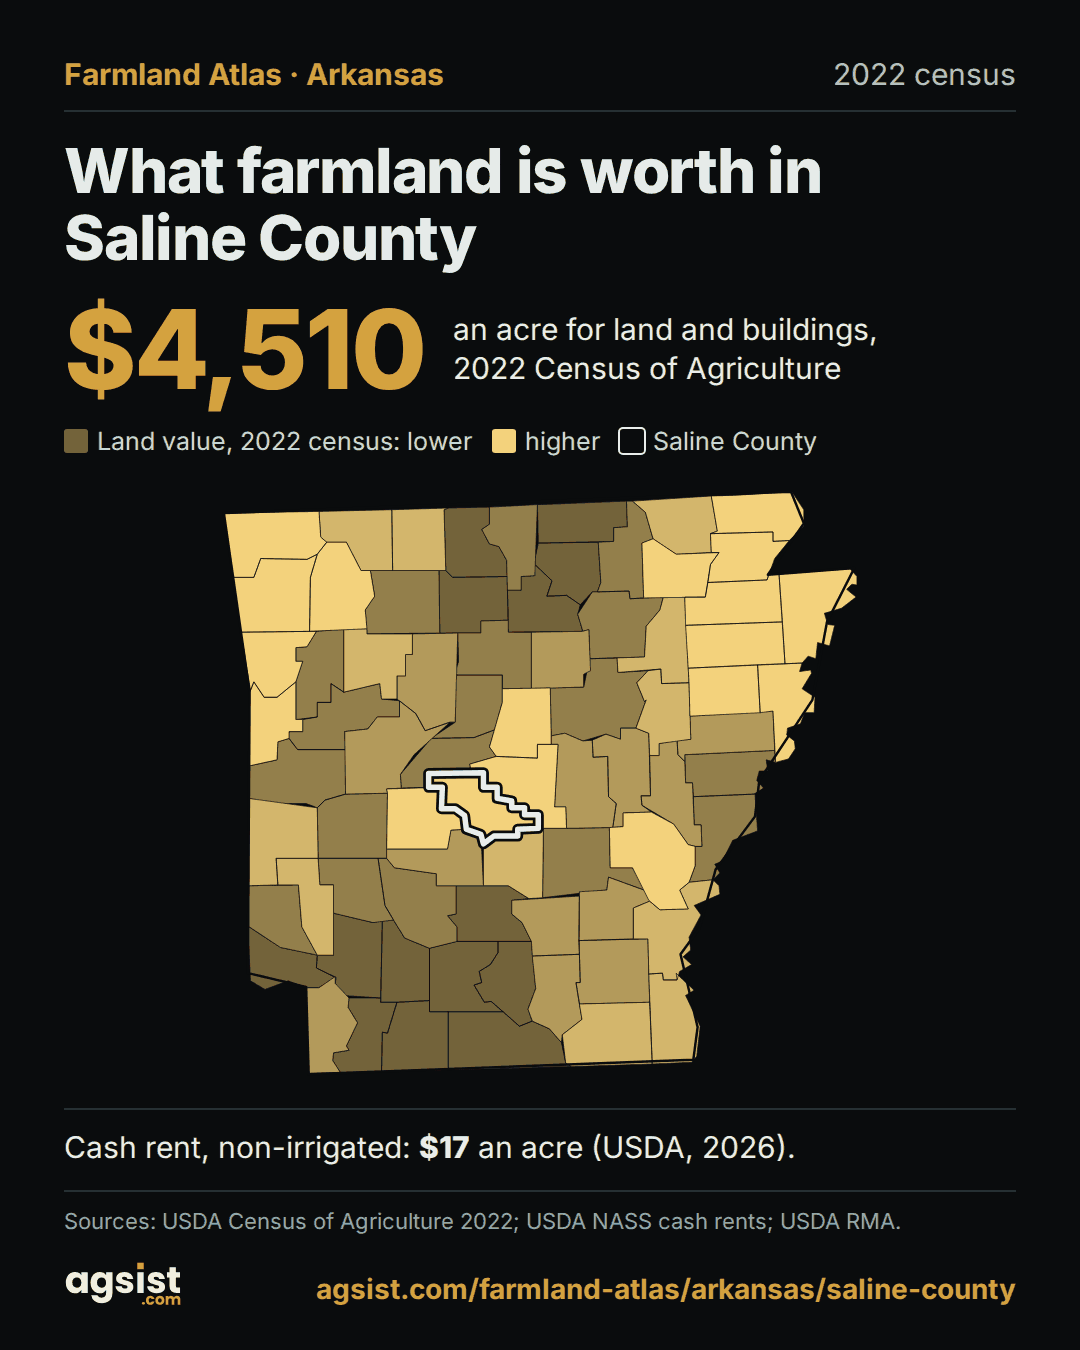 Farmland Atlas · Arkansas
2022 census
What farmland is worth in
Saline County
$4,510
an acre for land and buildings,
2022 Census of Agriculture
Land value, 2022 census: lower
higher
Saline County
Cash rent, non-irrigated: $17 an acre (USDA, 2026).
Sources: USDA Census of Agriculture 2022; USDA NASS cash rents; USDA RMA.
agsist
.com
agsist.com/farmland-atlas/arkansas/saline-county